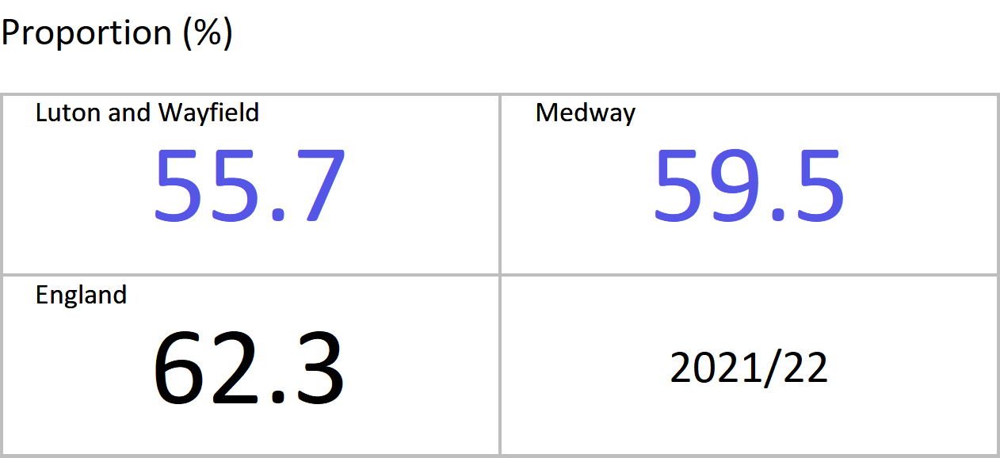 Proportion (%)
Luton and Wayfield
55.7
Medway
59.5
England
62.3
2021/22